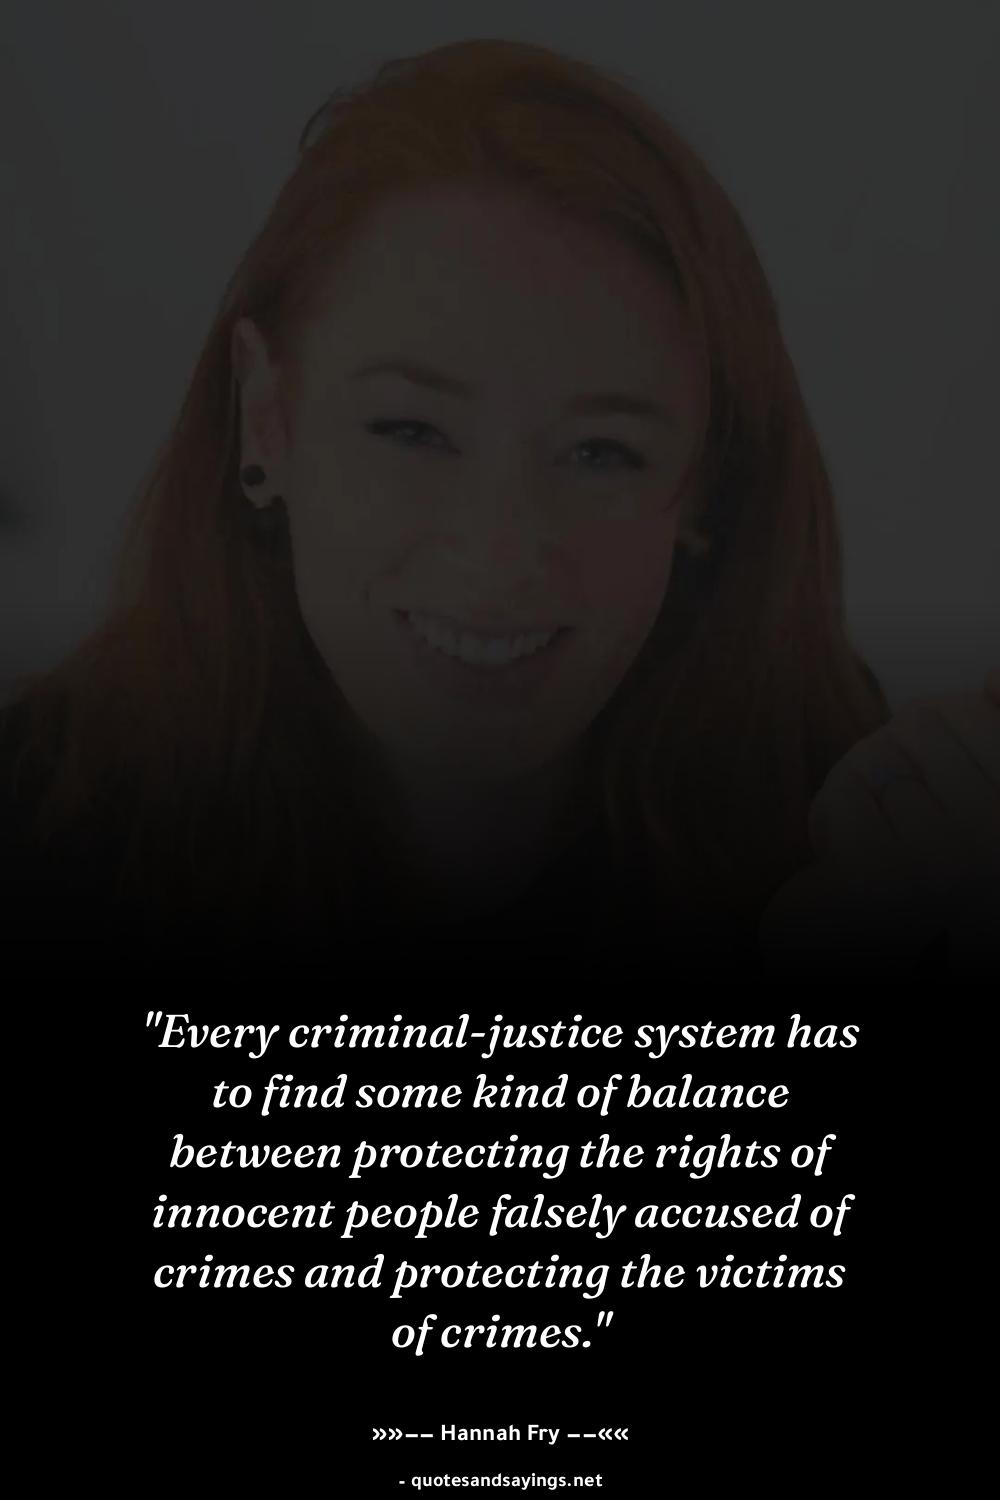 "Every criminal-justice system has
to find some kind of balance
between protecting the rights of
innocent people falsely accused of
crimes and protecting the victims
of crimes."
»»—— Hannah Fry ——««
- quotesandsayings.net